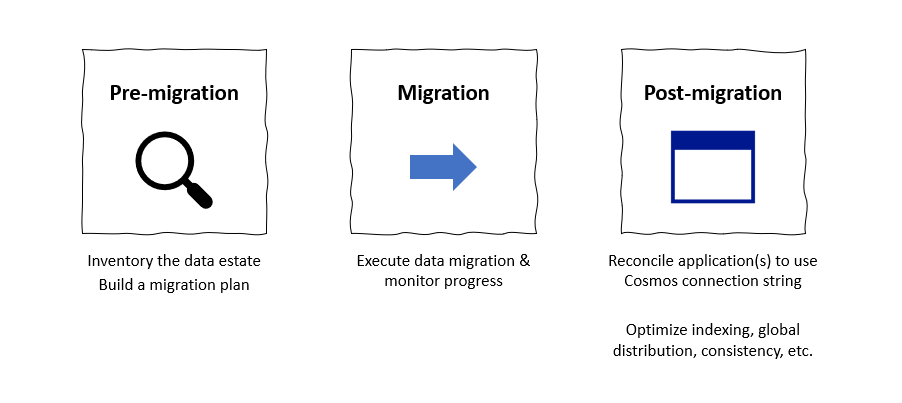 Pre-migration
Inventory the data estate
Build a migration plan
Migration
Execute data migration &
monitor progress
Post-migration
Reconcile application(s) to use
Cosmos connection string
Optimize indexing, global
distribution, consistency, etc.